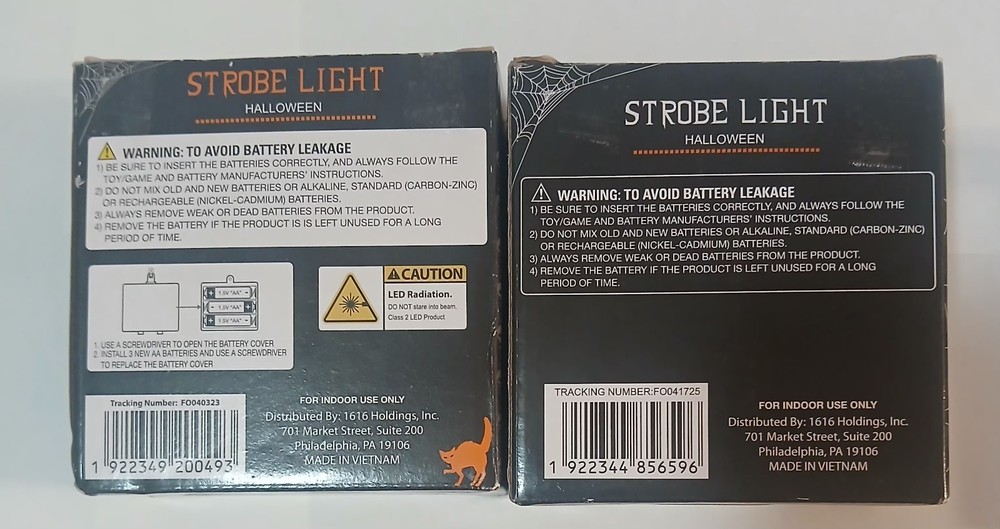 STROBE LIGHT
HALLOWEEN
WARNING: TO AVOID BATTERY LEAKAGE
1) BE SURE TO INSERT THE BATTERIES CORRECTLY, AND ALWAYS FOLLOW THE
TOY/GAME AND BATTERY MANUFACTURERS' INSTRUCTIONS.
2) DO NOT MIX OLD AND NEW BATTERIES OR ALKALINE, STANDARD (CARBON-ZINC)
OR RECHARGEABLE (NICKEL-CADMIUM) BATTERIES.
3) ALWAYS REMOVE WEAK OR DEAD BATTERIES FROM THE PRODUCT.
4) REMOVE THE BATTERY IF THE PRODUCT IS IS LEFT UNUSED FOR A LONG
PERIOD OF TIME.
1.5V "AA"
1.5V "AA"
1.5V "AA"
1. USE A SCREWDRIVER TO OPEN THE BATTERY COVER
2. INSTALL 3 NEW AA BATTERIES AND USE A SCREWDRIVER
TO REPLACE THE BATTERY COVER
CAUTION
LED Radiation.
DO NOT stare into beam.
Class 2 LED Product
Tracking Number: FO040323
1 922349 200493
FOR INDOOR USE ONLY
Distributed By: 1616 Holdings, Inc.
701 Market Street, Suite 200
Philadelphia, PA 19106
MADE IN VIETNAM
STROBE LIGHT
HALLOWEEN
WARNING: TO AVOID BATTERY LEAKAGE
1) BE SURE TO INSERT THE BATTERIES CORRECTLY, AND ALWAYS FOLLOW THE
TOY/GAME AND BATTERY MANUFACTURERS' INSTRUCTIONS.
2) DO NOT MIX OLD AND NEW BATTERIES OR ALKALINE, STANDARD (CARBON-ZINC)
OR RECHARGEABLE (NICKEL-CADMIUM) BATTERIES.
3) ALWAYS REMOVE WEAK OR DEAD BATTERIES FROM THE PRODUCT.
4) REMOVE THE BATTERY IF THE PRODUCT IS LEFT UNUSED FOR A LONG
PERIOD OF TIME.
TRACKING NUMBER:FO041725
1 922344 856596
FOR INDOOR USE ONLY
Distributed By: 1616 Holdings, Inc.
701 Market Street, Suite 200
Philadelphia, PA 19106
MADE IN VIETNAM